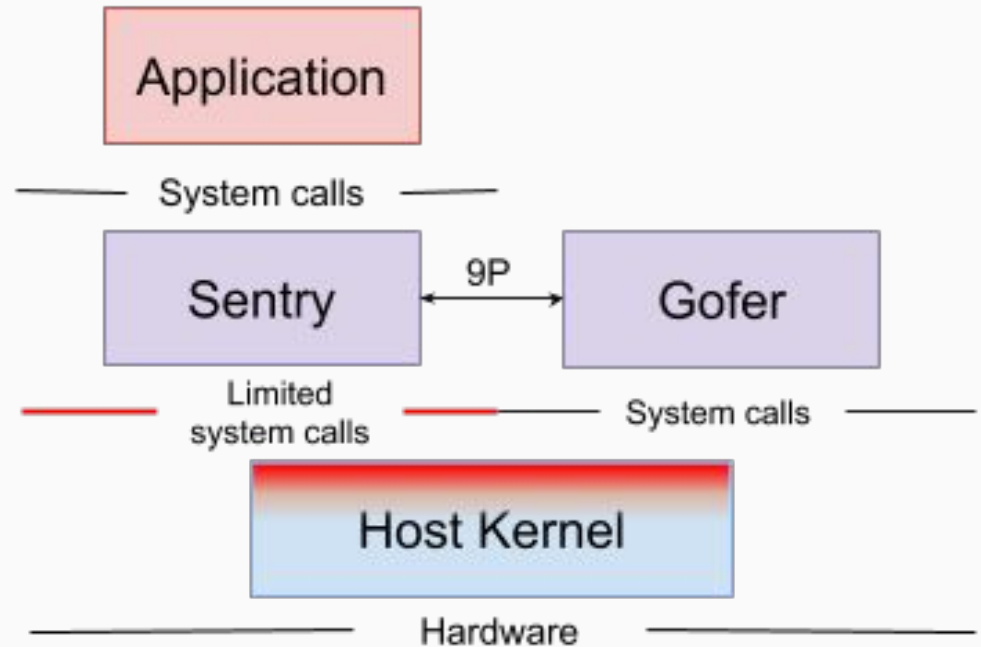 Application
System calls
9P
Sentry
Gofer
Limited
system calls
System calls
Host Kernel
Hardware